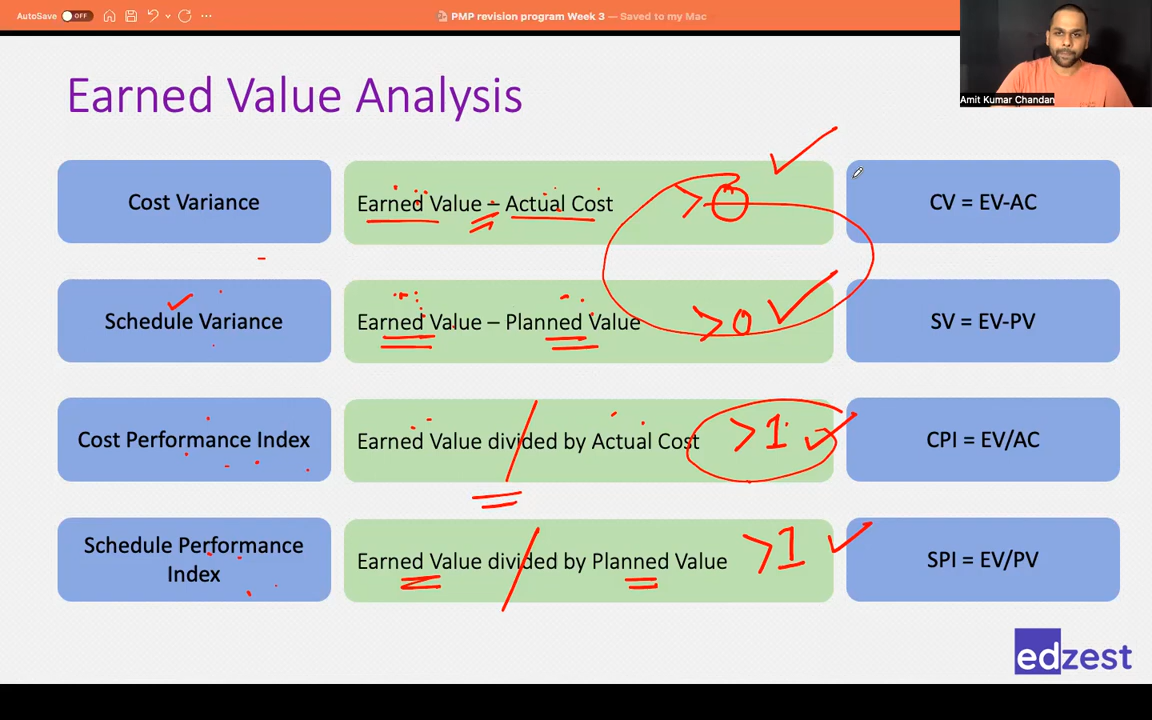 AutoSave OFF
PMP revision program Week 3 — Saved to my Mac
Amit Kumar Chandan
Earned Value Analysis
Cost Variance
Earned Value – Actual Cost >0
CV = EV-AC
Schedule Variance
Earned Value – Planned Value >0
SV = EV-PV
Cost Performance Index
Earned Value divided by Actual Cost >1
CPI = EV/AC
Schedule Performance
Index
Earned Value divided by Planned Value >1
SPI = EV/PV
edzest